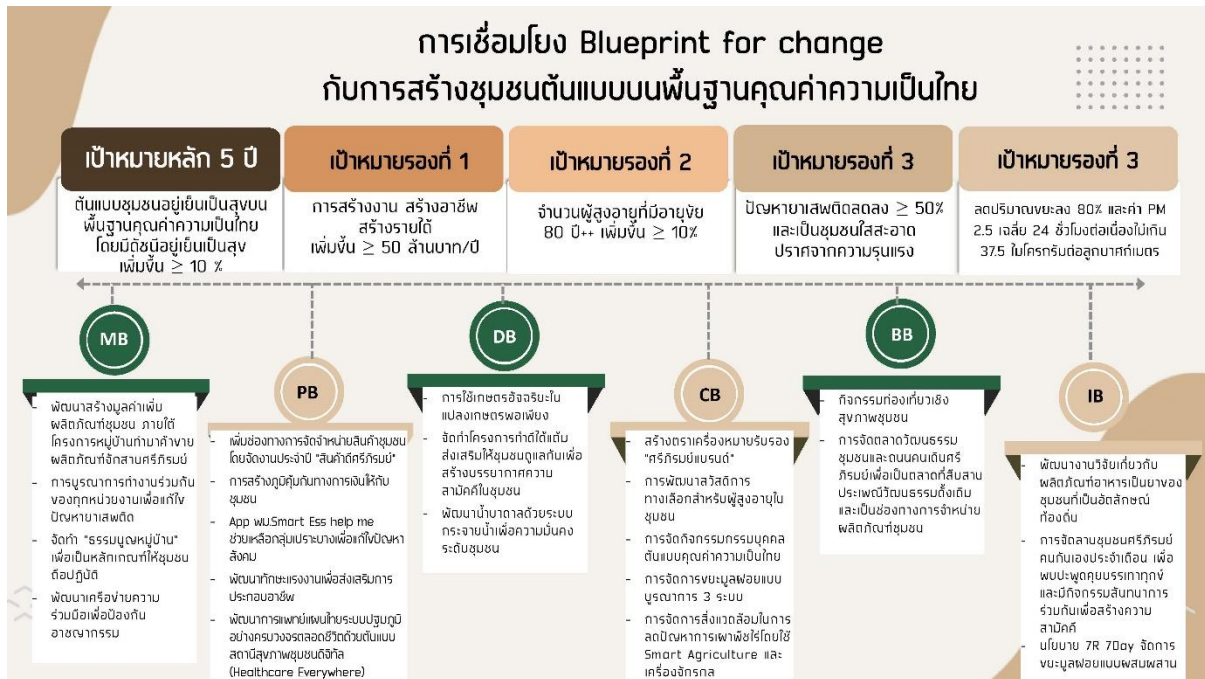 การเชื่อมโยง Blueprint for change
กับการสร้างชุมชนต้นแบบบนพื้นฐานคุณค่าความเป็นไทย
เป้าหมายหลัก 5 ปี
ต้นแบบชุมชนอยู่เย็นเป็นสุขบน
พื้นฐานคุณค่าความเป็นไทย
โดยมีดัชนีอยู่เย็นเป็นสุข
เพิ่มขึ้น ≥ 10 %
เป้าหมายรองที่ 1
การสร้างงาน สร้างอาชีพ
สร้างรายได้
เพิ่มขึ้น ≥ 50 ล้านบาท/ปี
เป้าหมายรองที่ 2
จำนวนผู้สูงอายุที่มีอายุขัย
80 ปี++ เพิ่มขึ้น ≥ 10%
เป้าหมายรองที่ 3
ปัญหายาเสพติดลดลง ≥ 50%
และเป็นชุมชนใสสะอาด
ปราศจากความรุนแรง
เป้าหมายรองที่ 3
ลดปริมาณขยะลง 80% และค่า PM
2.5 เฉลี่ย 24 ชั่วโมงต่อเนื่องไม่เกิน
37.5 ไมโครกรัมต่อลูกบาศก์เมตร
MB
- พัฒนาสร้างมูลค่าเพิ่ม
ผลิตภัณฑ์ชุมชน ภายใต้
โครงการหมู่บ้านทำมาค้าขาย
ผลิตภัณฑ์จักสานศรีภิรมย์
- การบูรณาการทำงานร่วมกัน
ของทุกหน่วยงานเพื่อแก้ไข
ปัญหายาเสพติด
- จัดทำ "ธรรมนูญหมู่บ้าน"
เพื่อเป็นหลักเกณฑ์ให้ชุมชน
ถือปฏิบัติ
- พัฒนาเครือข่ายความ
ร่วมมือเพื่อป้องกัน
อาชญากรรม
PB
- เพิ่มช่องทางการจัดจำหน่ายสินค้าชุมชน
โดยจัดงานประจำปี "สินค้าดีศรีภิรมย์"
- การสร้างภูมิคุ้มกันทางการเงินให้กับ
ชุมชน
- App พม.Smart Ess help me
ช่วยเหลือกลุ่มเปราะบางเพื่อแก้ไขปัญหา
สังคม
- พัฒนาทักษะแรงงานเพื่อส่งเสริมการ
ประกอบอาชีพ
- พัฒนาการแพทย์แผนไทยระบบปฐมภูมิ
อย่างครบวงจรตลอดชีวิตด้วยต้นแบบ
สถานีสุขภาพชุมชนดิจิทัล
(Healthcare Everywhere)
DB
- การใช้เกษตรอัจฉริยะใน
แปลงเกษตรพอเพียง
- จัดทำโครงการทำดีได้แต้ม
ส่งเสริมให้ชุมชนดูแลกันเพื่อ
สร้างบรรยากาศความ
สามัคคีในชุมชน
- พัฒนาน้ำบาดาลด้วยระบบ
กระจายน้ำเพื่อความมั่นคง
ระดับชุมชน
CB
- สร้างตราเครื่องหมายรับรอง
"ศรีภิรมย์แบรนด์"
- การพัฒนาสวัสดิการ
ทางเลือกสำหรับผู้สูงอายุใน
ชุมชน
- การจัดกิจกรรมกรรมบุคคล
ต้นแบบคุณค่าความเป็นไทย
- การจัดการขยะมูลฝอยแบบ
บูรณาการ 3 ระบบ
- การจัดการสิ่งแวดล้อมในการ
ลดปัญหาการเผาพืชไร่โดยใช้
Smart Agriculture และ
เครื่องจักรกล
BB
- กิจกรรมท่องเที่ยวเชิง
สุขภาพชุมชน
- การจัดตลาดวัฒนธรรม
ชุมชนและถนนคนเดินศรี
ภิรมย์เพื่อเป็นตลาดที่สืบสาน
ประเพณีวัฒนธรรมดั้งเดิม
และเป็นช่องทางการจำหน่าย
ผลิตภัณฑ์ชุมชน
IB
- พัฒนางานวิจัยเกี่ยวกับ
ผลิตภัณฑ์อาหารเป็นยาของ
ชุมชนที่เป็นอัตลักษณ์
ท้องถิ่น
- การจัดลานชุมชนศรีภิรมย์
คนกันเองประจำเดือน เพื่อ
พบปะพูดคุยบรรเทาทุกข์
และมีกิจกรรมสันทนาการ
ร่วมกันเพื่อสร้างความ
สามัคคี
- นโยบาย 7R 7Day จัดการ
ขยะมูลฝอยแบบผสมผสาน